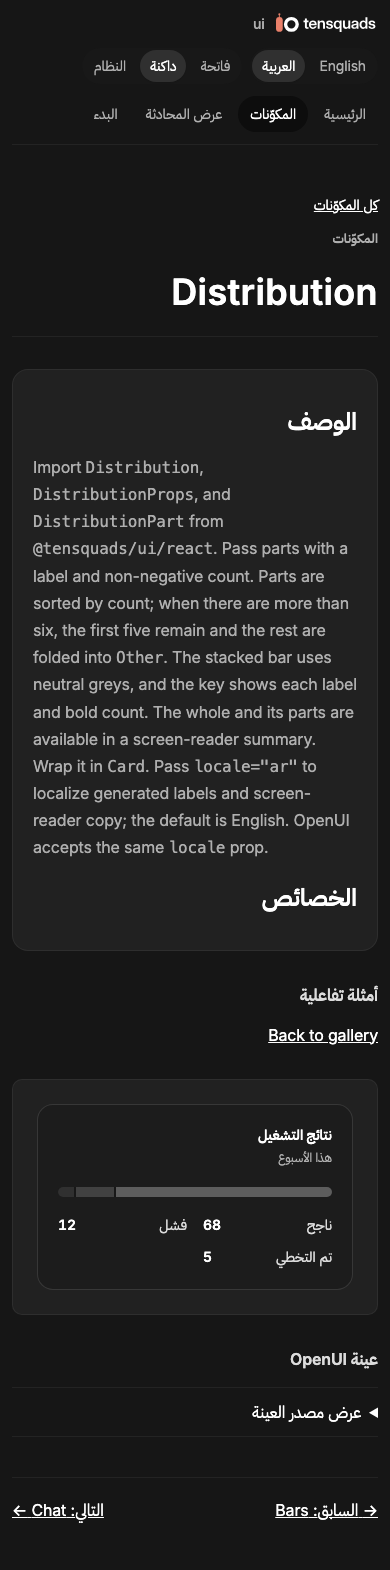 tensquads ui
English العربية فاتحة داكنة النظام
الرئيسية المكوّنات عرض المحادثة البدء
كل المكوّنات
المكوّنات
Distribution
الوصف
Import Distribution,
DistributionProps, and
DistributionPart from
@tensquads/ui/react. Pass parts with a
label and non-negative count. Parts are
sorted by count; when there are more than
six, the first five remain and the rest are
folded into Other. The stacked bar uses
neutral greys, and the key shows each label
and bold count. The whole and its parts are
available in a screen-reader summary.
Wrap it in Card. Pass locale="ar" to
localize generated labels and screen-
reader copy; the default is English. OpenUI
accepts the same locale prop.
الخصائص
أمثلة تفاعلية
Back to gallery
نتائج التشغيل
هذا الأسبوع
ناجح 68 فشل 12
تم التخطي 5
عينة OpenUI
عرض مصدر العينة
→ السابق: Bars
التالي: Chat ←